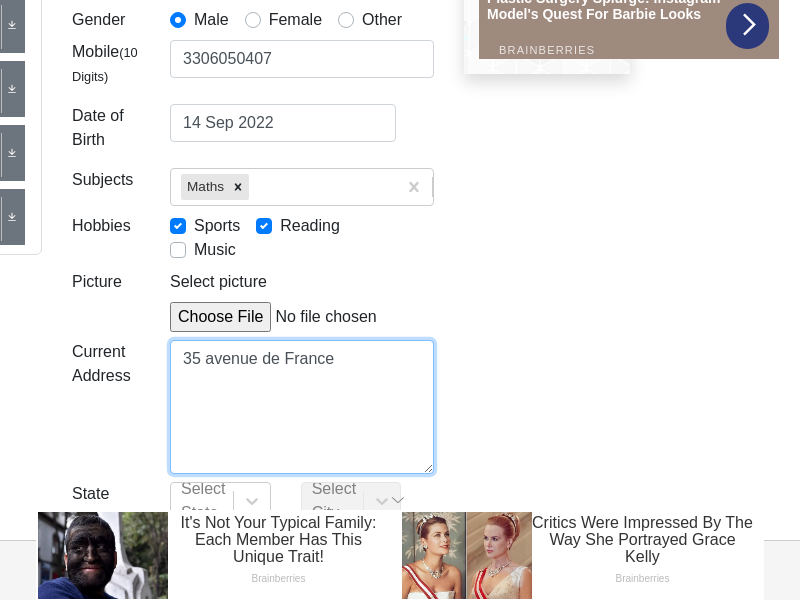 Gender
Male
Female
Other
Plastic Surgery Splurge: Instagram
Model's Quest For Barbie Looks
BRAINBERRIES
Mobile(10
Digits)
3306050407
Date of
Birth
14 Sep 2022
Subjects
Maths
Hobbies
Sports
Reading
Music
Picture
Select picture
Choose File No file chosen
Current
Address
35 avenue de France
State
Select
Select
It's Not Your Typical Family:
Each Member Has This
Unique Trait!
Brainberries
Critics Were Impressed By The
Way She Portrayed Grace
Kelly
Brainberries